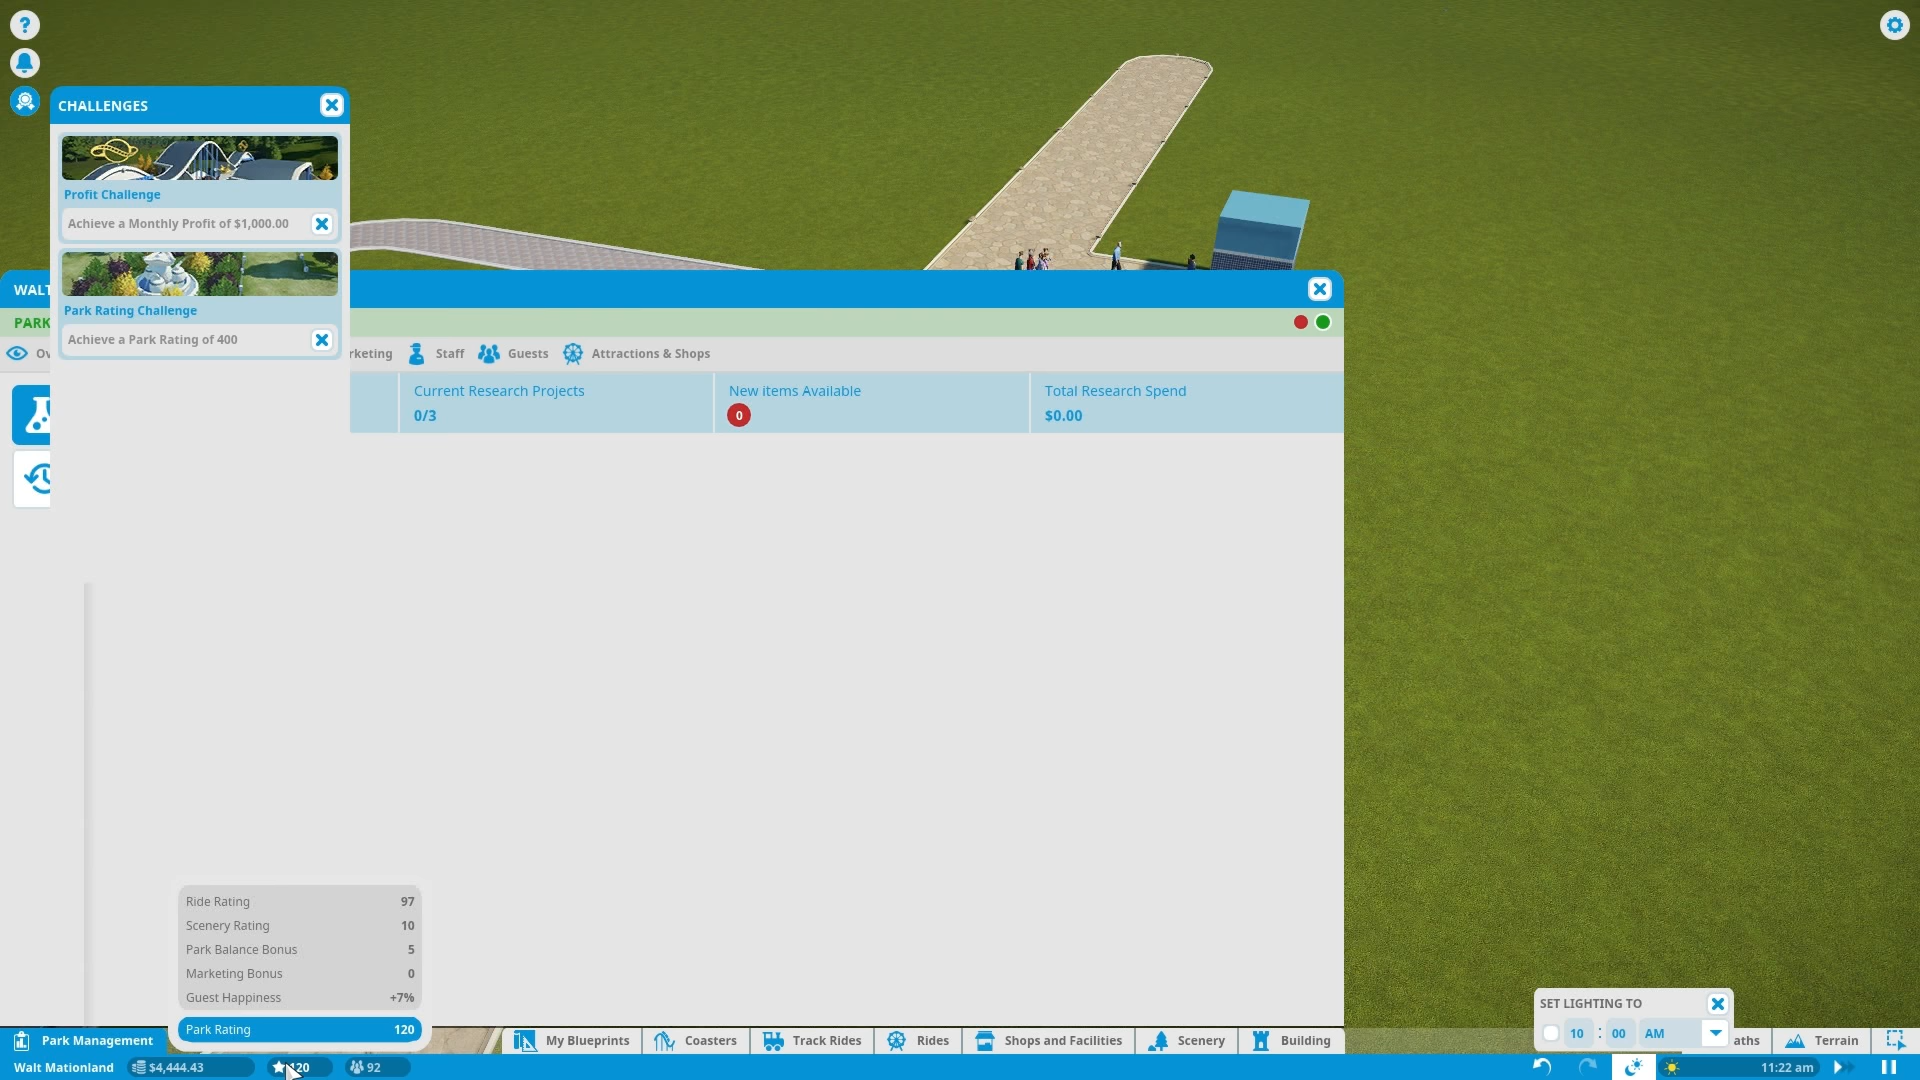 ?
CHALLENGES
Profit Challenge
Achieve a Monthly Profit of $1,000.00
WALT
Park Rating Challenge
PARK
Achieve a Park Rating of 400
Ov
rketing
Staff
Guests
Attractions & Shops
Current Research Projects
0/3
New items Available
0
Total Research Spend
$0.00
Ride Rating 97
Scenery Rating 10
Park Balance Bonus 5
Marketing Bonus 0
Guest Happiness +7%
Park Rating 120
SET LIGHTING TO
10 : 00 AM
Park Management
My Blueprints
Coasters
Track Rides
Rides
Shops and Facilities
Scenery
Building
aths
Terrain
Walt Mationland
$4,444.43
120
92
11:22 am